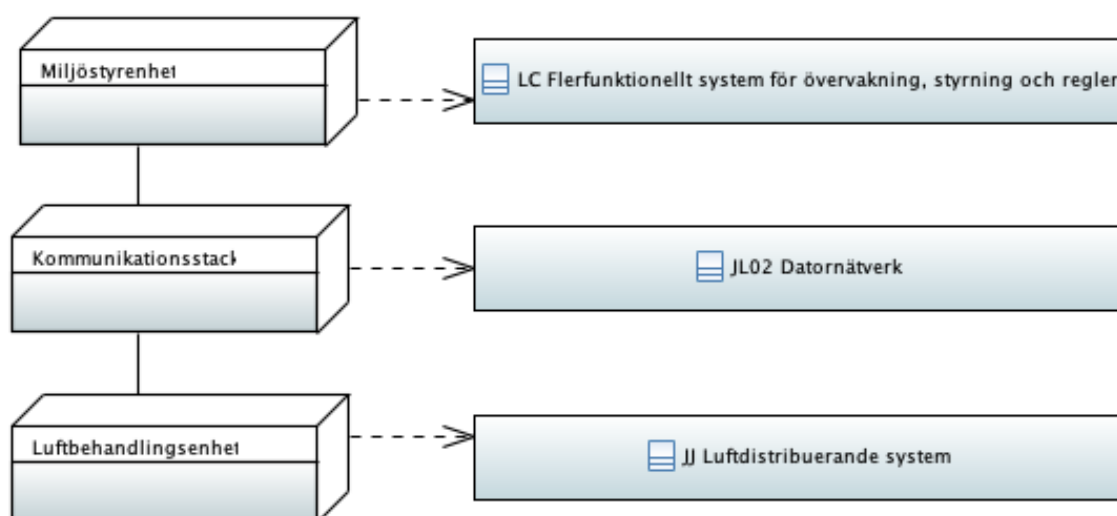 Miljöstyrenhet
LC Flerfunktionellt system för övervakning, styrning och regler
Kommunikationsstack
JL02 Datornätverk
Luftbehandlingsenhet
JJ Luftdistribuerande system